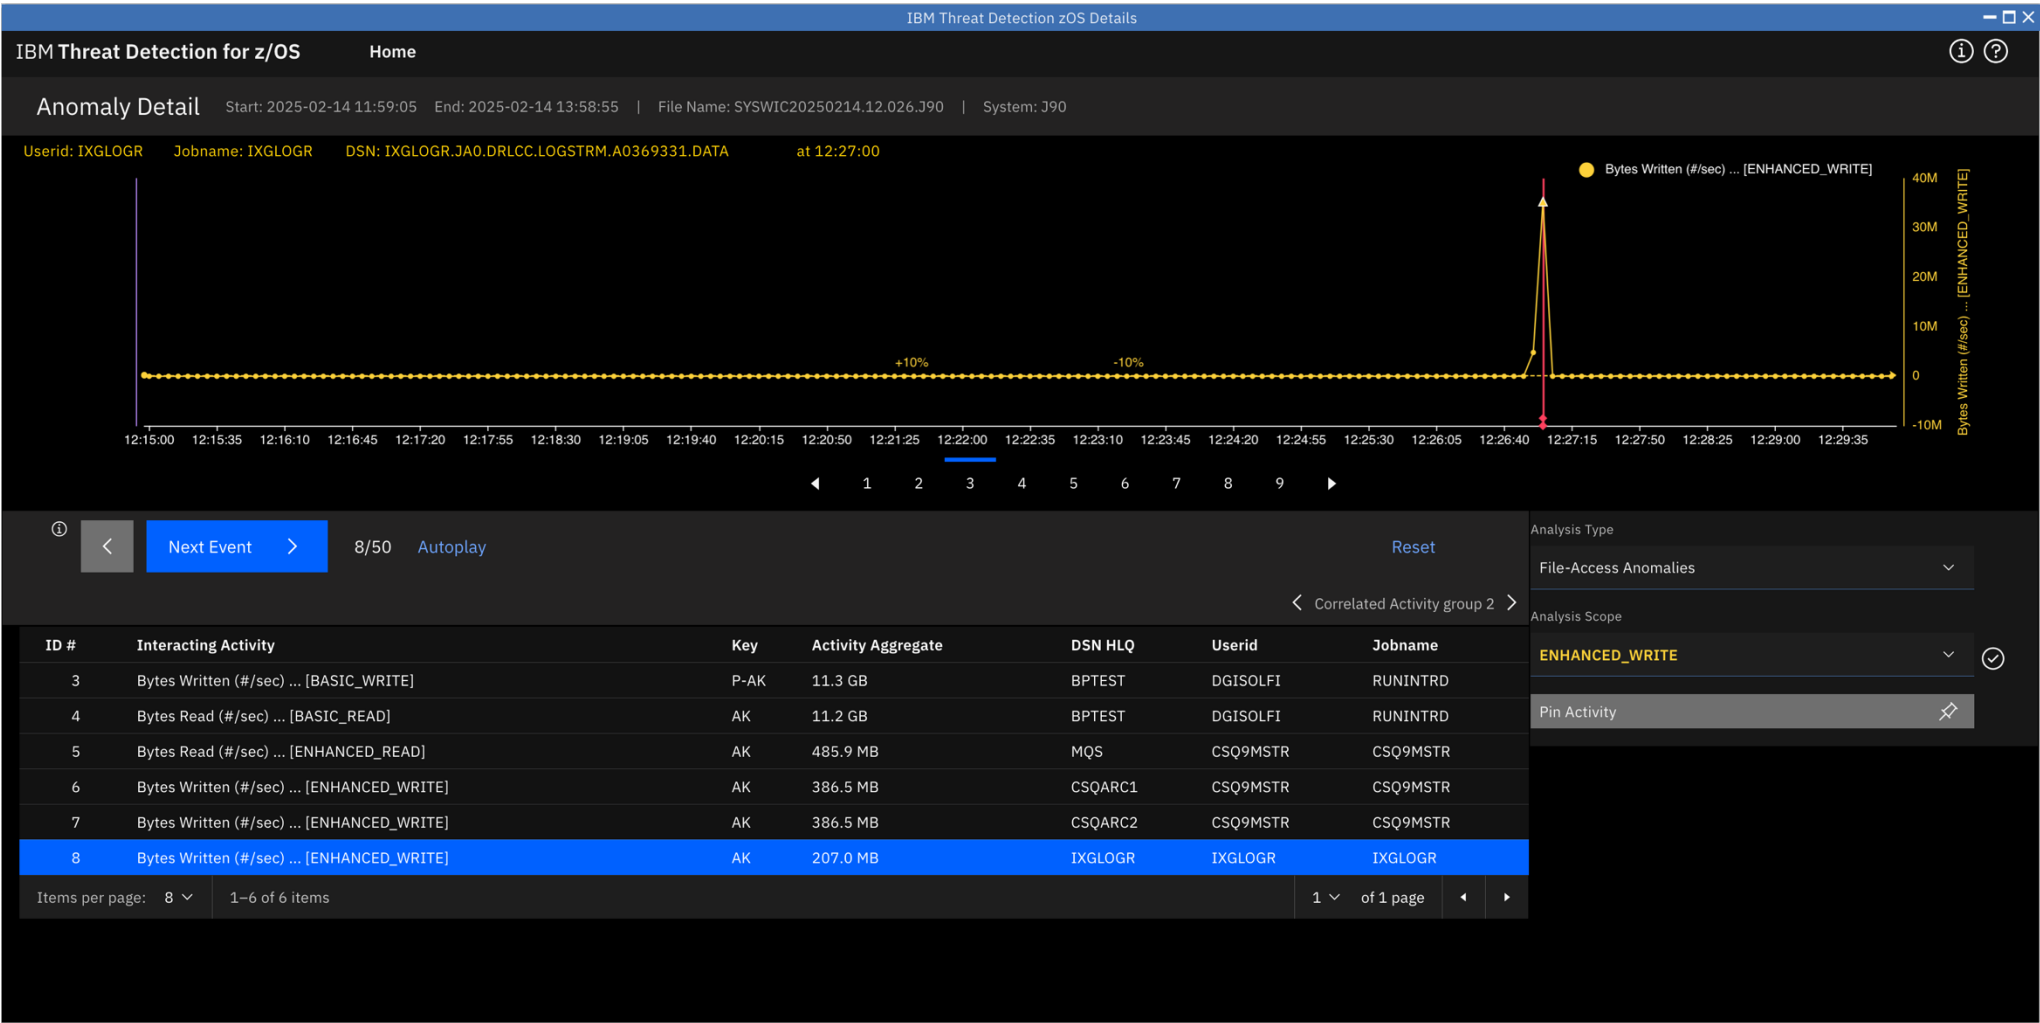 IBM Threat Detection zOS Details
IBM Threat Detection for z/OS Home
Anomaly Detail Start: 2025-02-14 11:59:05 End: 2025-02-14 13:58:55 | File Name: SYSWIC20250214.12.026.J90 | System: J90
Userid: IXGLOGR Jobname: IXGLOGR DSN: IXGLOGR.JA0.DRLCC.LOGSTRM.A0369331.DATA at 12:27:00
Bytes Written (#/sec) ... [ENHANCED_WRITE]
40M
30M
20M
10M
0
-10M
Bytes Written (#/sec) ... [ENHANCED_WRITE]
+10% -10%
12:15:00 12:15:35 12:16:10 12:16:45 12:17:20 12:17:55 12:18:30 12:19:05 12:19:40 12:20:15 12:20:50 12:21:25 12:22:00 12:22:35 12:23:10 12:23:45 12:24:20 12:24:55 12:25:30 12:26:05 12:26:40 12:27:15 12:27:50 12:28:25 12:29:00 12:29:35
1 2 3 4 5 6 7 8 9
Next Event 8/50 Autoplay Reset
Correlated Activity group 2
ID # Interacting Activity Key Activity Aggregate DSN HLQ Userid Jobname
3 Bytes Written (#/sec) ... [BASIC_WRITE] P-AK 11.3 GB BPTEST DGISOLFI RUNINTRD
4 Bytes Read (#/sec) ... [BASIC_READ] AK 11.2 GB BPTEST DGISOLFI RUNINTRD
5 Bytes Read (#/sec) ... [ENHANCED_READ] AK 485.9 MB MQS CSQ9MSTR CSQ9MSTR
6 Bytes Written (#/sec) ... [ENHANCED_WRITE] AK 386.5 MB CSQARC1 CSQ9MSTR CSQ9MSTR
7 Bytes Written (#/sec) ... [ENHANCED_WRITE] AK 386.5 MB CSQARC2 CSQ9MSTR CSQ9MSTR
8 Bytes Written (#/sec) ... [ENHANCED_WRITE] AK 207.0 MB IXGLOGR IXGLOGR IXGLOGR
Items per page: 8 1–6 of 6 items 1 of 1 page
Analysis Type
File-Access Anomalies
Analysis Scope
ENHANCED_WRITE
Pin Activity